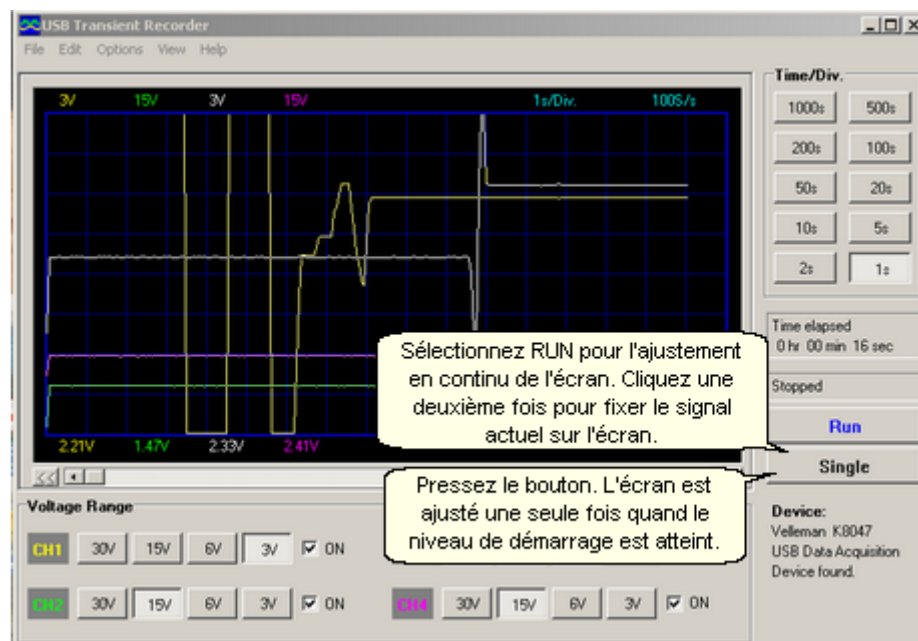 USB Transient Recorder
File Edit Options View Help
3V 15V 3V 15V 1s/Div. 100S/s
2.21V 1.47V 2.33V 2.41V
Time/Div.
1000s 500s
200s 100s
50s 20s
10s 5s
2s 1s
Time elapsed
0 hr 00 min 16 sec
Stopped
Run
Single
Sélectionnez RUN pour l'ajustement
en continu de l'écran. Cliquez une
deuxième fois pour fixer le signal
actuel sur l'écran.
Pressez le bouton. L'écran est
ajusté une seule fois quand le
niveau de démarrage est atteint.
Voltage Range
CH1 30V 15V 6V 3V ON
CH2 30V 15V 6V 3V ON
CH4 30V 15V 6V 3V ON
Device:
Velleman K8047
USB Data Acquisition
Device found.